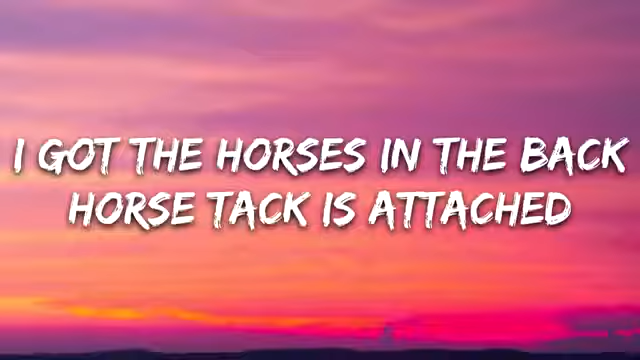 I GOT THE HORSES IN THE BACK
HORSE TACK IS ATTACHED